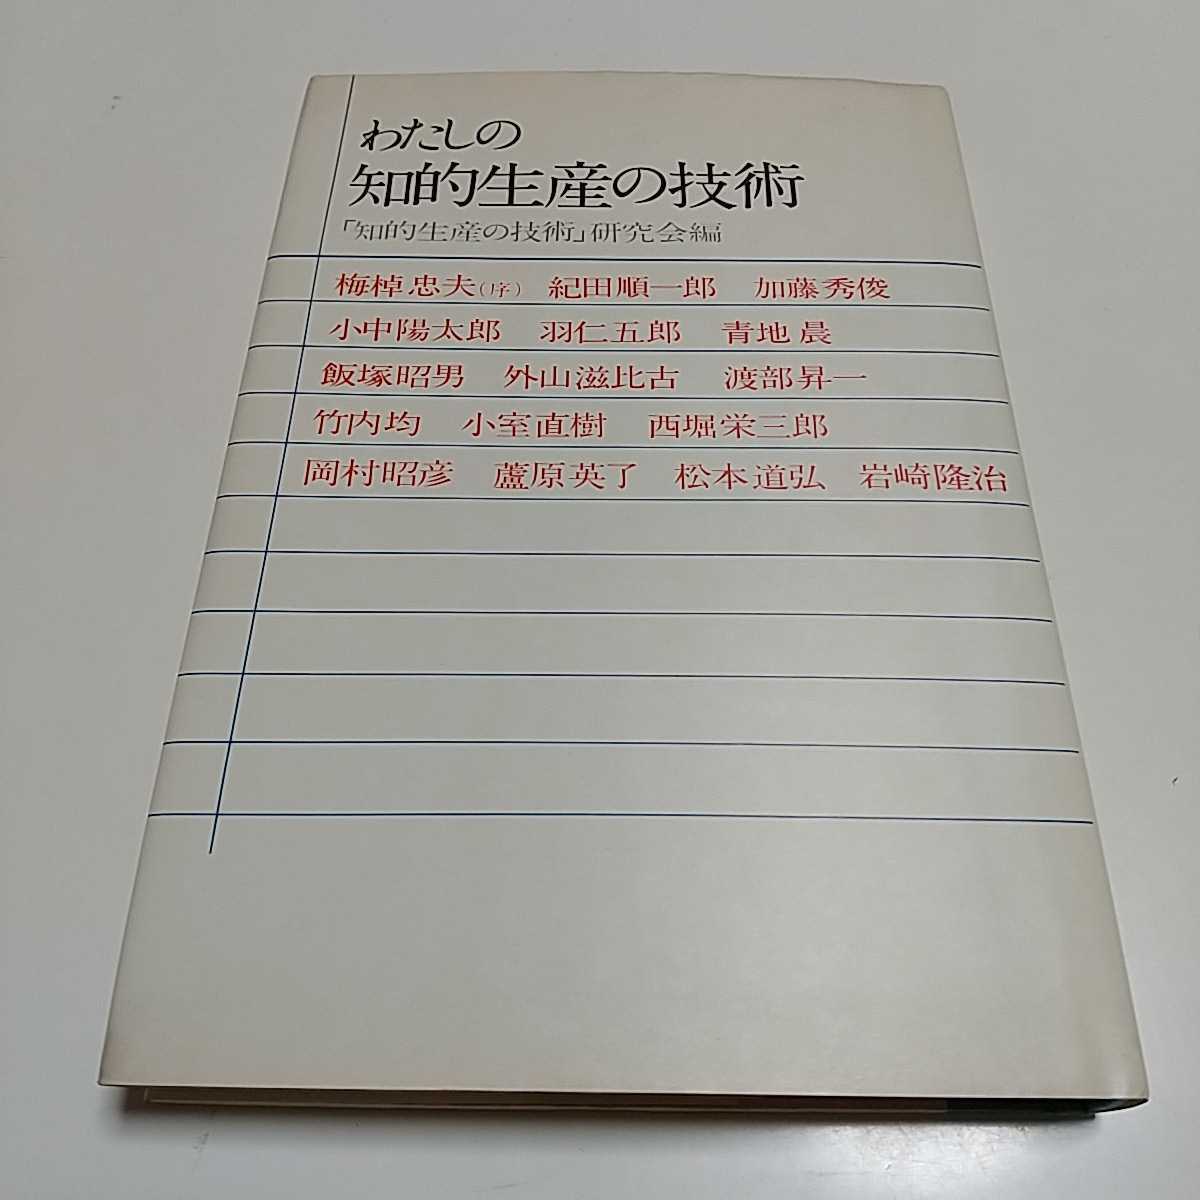 わたしの
知的生産の技術
「知的生産の技術」研究会編
梅棹忠夫(序) 紀田順一郎 加藤秀俊
小中陽太郎 羽仁五郎 青地晨
飯塚昭男 外山滋比古 渡部昇一
竹内均 小室直樹 西堀栄三郎
岡村昭彦 蘆原英了 松本道弘 岩崎隆治